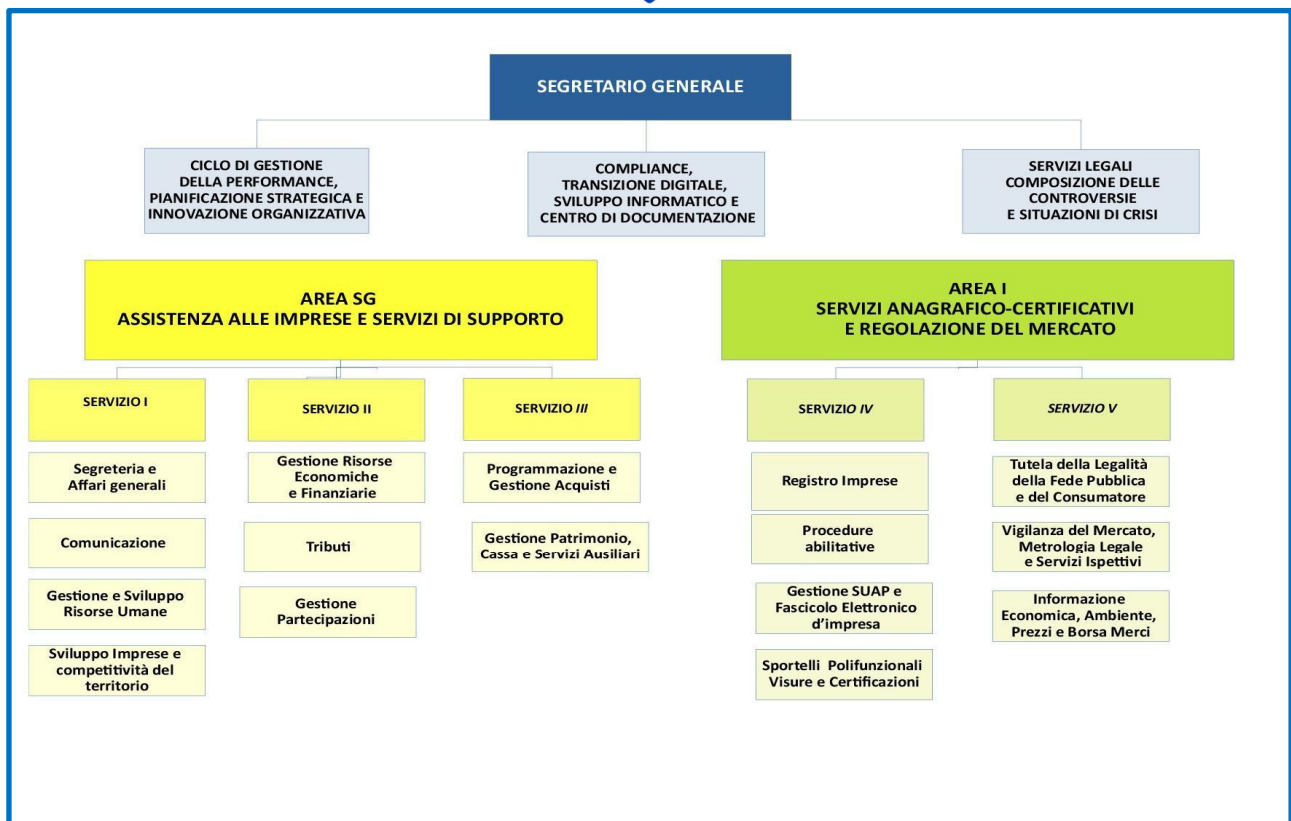 SEGRETARIO GENERALE
CICLO DI GESTIONE
DELLA PERFORMANCE,
PIANIFICAZIONE STRATEGICA E
INNOVAZIONE ORGANIZZATIVA
COMPLIANCE,
TRANSIZIONE DIGITALE,
SVILUPPO INFORMATICO E
CENTRO DI DOCUMENTAZIONE
SERVIZI LEGALI
COMPOSIZIONE DELLE
CONTROVERSIE
E SITUAZIONI DI CRISI
AREA SG
ASSISTENZA ALLE IMPRESE E SERVIZI DI SUPPORTO
AREA I
SERVIZI ANAGRAFICO-CERTIFICATIVI
E REGOLAZIONE DEL MERCATO
SERVIZIO I
Segreteria e
Affari generali
Comunicazione
Gestione e Sviluppo
Risorse Umane
Sviluppo Imprese e
competitività del
territorio
SERVIZIO II
Gestione Risorse
Economiche
e Finanziarie
Tributi
Gestione
Partecipazioni
SERVIZIO III
Programmazione e
Gestione Acquisti
Gestione Patrimonio,
Cassa e Servizi Ausiliari
SERVIZIO IV
Registro Imprese
Procedure
abilitative
Gestione SUAP e
Fascicolo Elettronico
d’impresa
Sportelli Polifunzionali
Visure e Certificazioni
SERVIZIO V
Tutela della Legalità
della Fede Pubblica
e del Consumatore
Vigilanza del Mercato,
Metrologia Legale
e Servizi Ispettivi
Informazione
Economica, Ambiente,
Prezzi e Borsa Merci